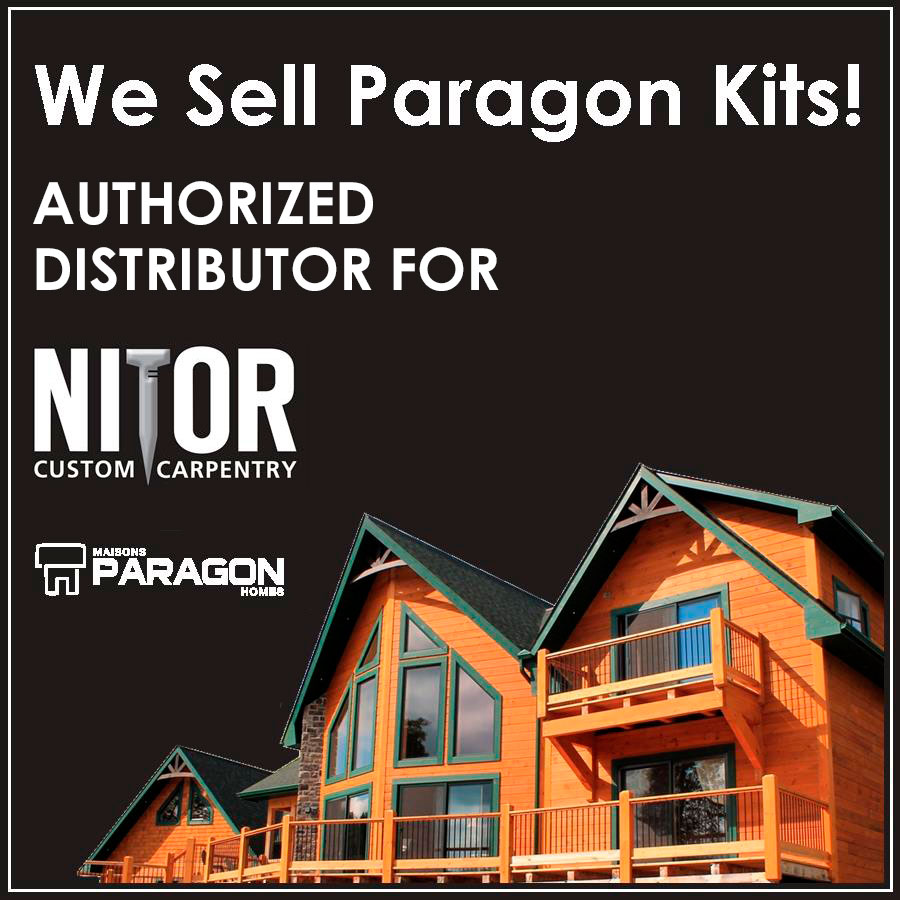 We Sell Paragon Kits!
AUTHORIZED
DISTRIBUTOR FOR
NITOR
CUSTOM CARPENTRY
MAISONS
PARAGON
HOMES